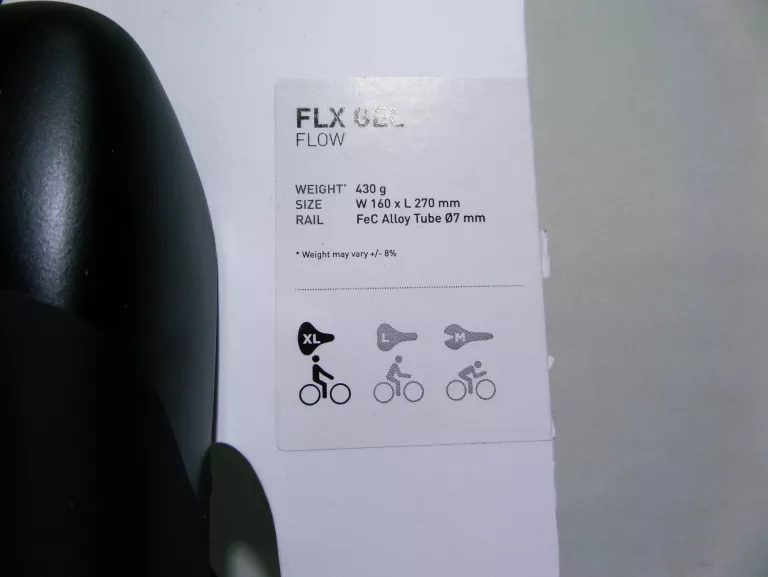 FLX GEL
FLOW
WEIGHT* 430 g
SIZE W 160 x L 270 mm
RAIL FeC Alloy Tube Ø7 mm
* Weight may vary +/- 8%
XL L M